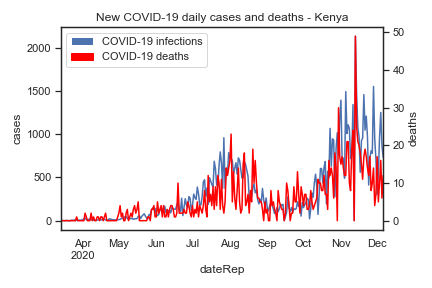 New COVID-19 daily cases and deaths - Kenya
COVID-19 infections
COVID-19 deaths
2000
1500
1000
500
0
cases
50
40
30
20
10
0
deaths
Apr May Jun Jul Aug Sep Oct Nov Dec
2020
dateRep